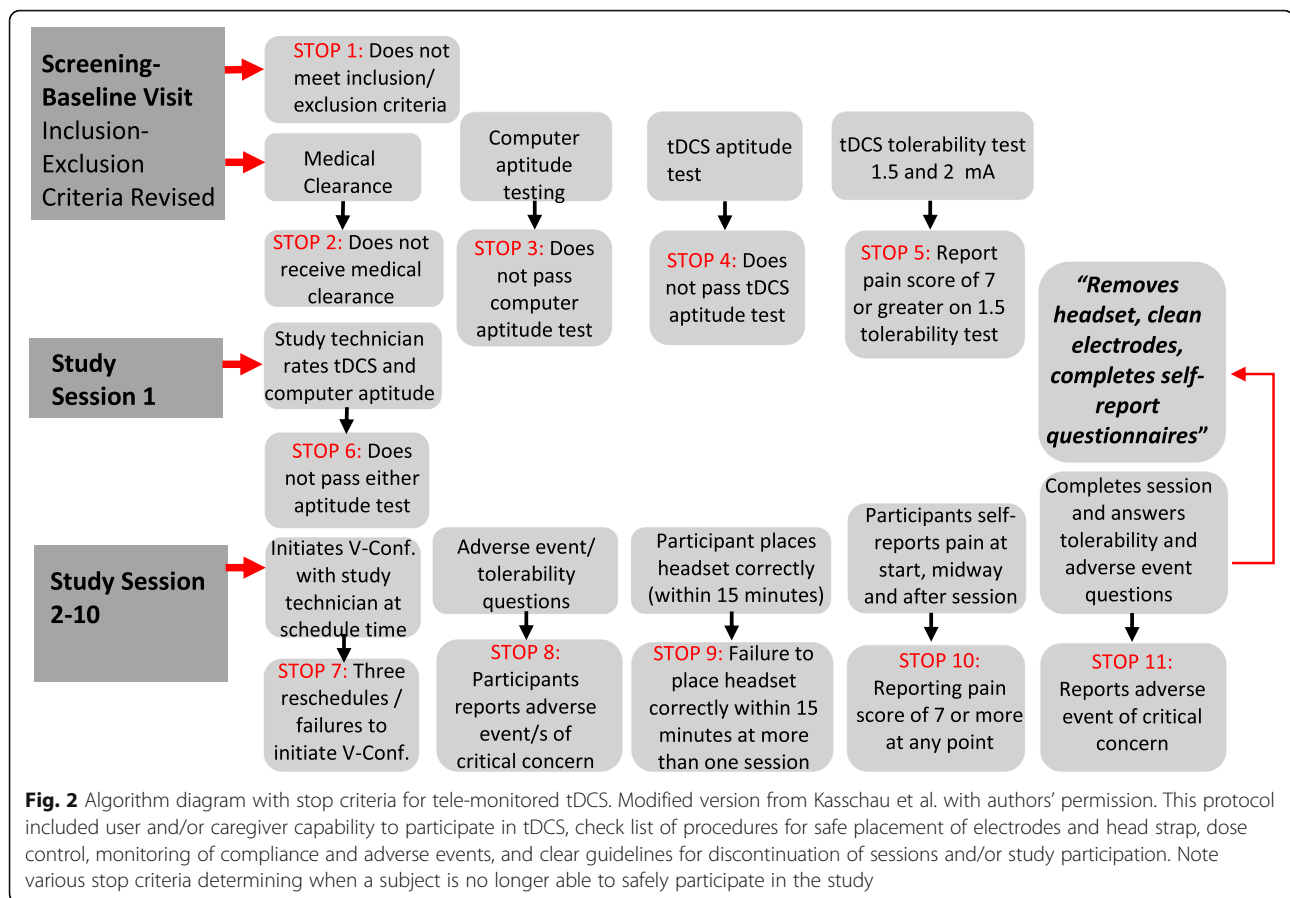 Screening-
Baseline Visit
Inclusion-
Exclusion
Criteria Revised
STOP 1: Does not
meet inclusion/
exclusion criteria
Medical
Clearance
STOP 2: Does not
receive medical
clearance
Computer
aptitude
testing
STOP 3: Does
not pass
computer
aptitude test
tDCS aptitude
test
STOP 4: Does
not pass tDCS
aptitude test
tDCS tolerability test
1.5 and 2 mA
STOP 5: Report
pain score of 7
or greater on 1.5
tolerability test
Study
Session 1
Study technician
rates tDCS and
computer aptitude
STOP 6: Does
not pass either
aptitude test
Study Session
2-10
Initiates V-Conf.
with study
technician at
schedule time
STOP 7: Three
reschedules /
failures to
initiate V-Conf.
Adverse event/
tolerability
questions
STOP 8:
Participants
reports adverse
event/s of
critical concern
Participant places
headset correctly
(within 15 minutes)
STOP 9: Failure to
place headset
correctly within 15
minutes at more
than one session
Participants self-
reports pain at
start, midway
and after session
STOP 10:
Reporting pain
score of 7 or more
at any point
Completes session
and answers
tolerability and
adverse event
questions
STOP 11:
Reports adverse
event of critical
concern
“Removes
headset, clean
electrodes,
completes self-
report
questionnaires”
Fig. 2 Algorithm diagram with stop criteria for tele-monitored tDCS. Modified version from Kasschau et al. with authors’ permission. This protocol
included user and/or caregiver capability to participate in tDCS, check list of procedures for safe placement of electrodes and head strap, dose
control, monitoring of compliance and adverse events, and clear guidelines for discontinuation of sessions and/or study participation. Note
various stop criteria determining when a subject is no longer able to safely participate in the study